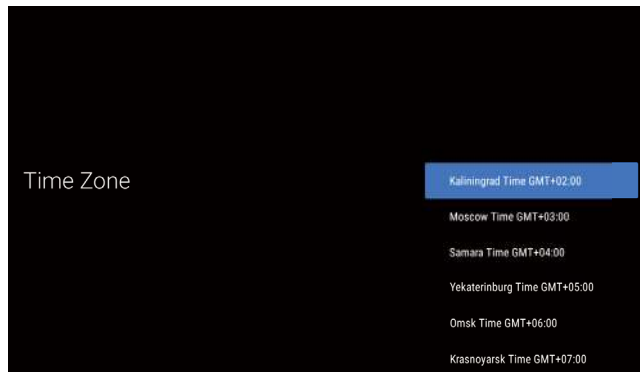 Time Zone
Kaliningrad Time GMT+02:00
Moscow Time GMT+03:00
Samara Time GMT+04:00
Yekaterinburg Time GMT+05:00
Omsk Time GMT+06:00
Krasnoyarsk Time GMT+07:00